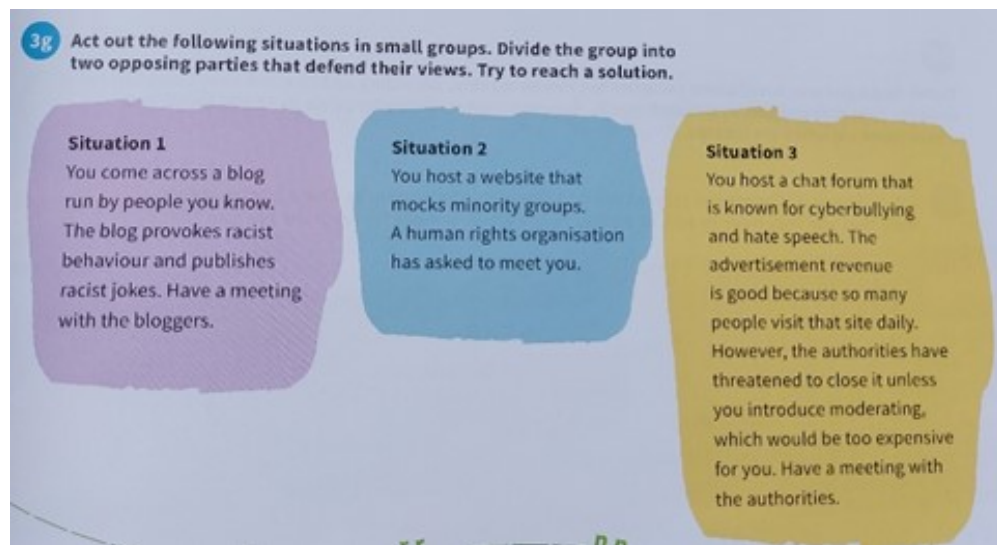 3g Act out the following situations in small groups. Divide the group into
two opposing parties that defend their views. Try to reach a solution.
Situation 1
You come across a blog
run by people you know.
The blog provokes racist
behaviour and publishes
racist jokes. Have a meeting
with the bloggers.
Situation 2
You host a website that
mocks minority groups.
A human rights organisation
has asked to meet you.
Situation 3
You host a chat forum that
is known for cyberbullying
and hate speech. The
advertisement revenue
is good because so many
people visit that site daily.
However, the authorities have
threatened to close it unless
you introduce moderating,
which would be too expensive
for you. Have a meeting with
the authorities.